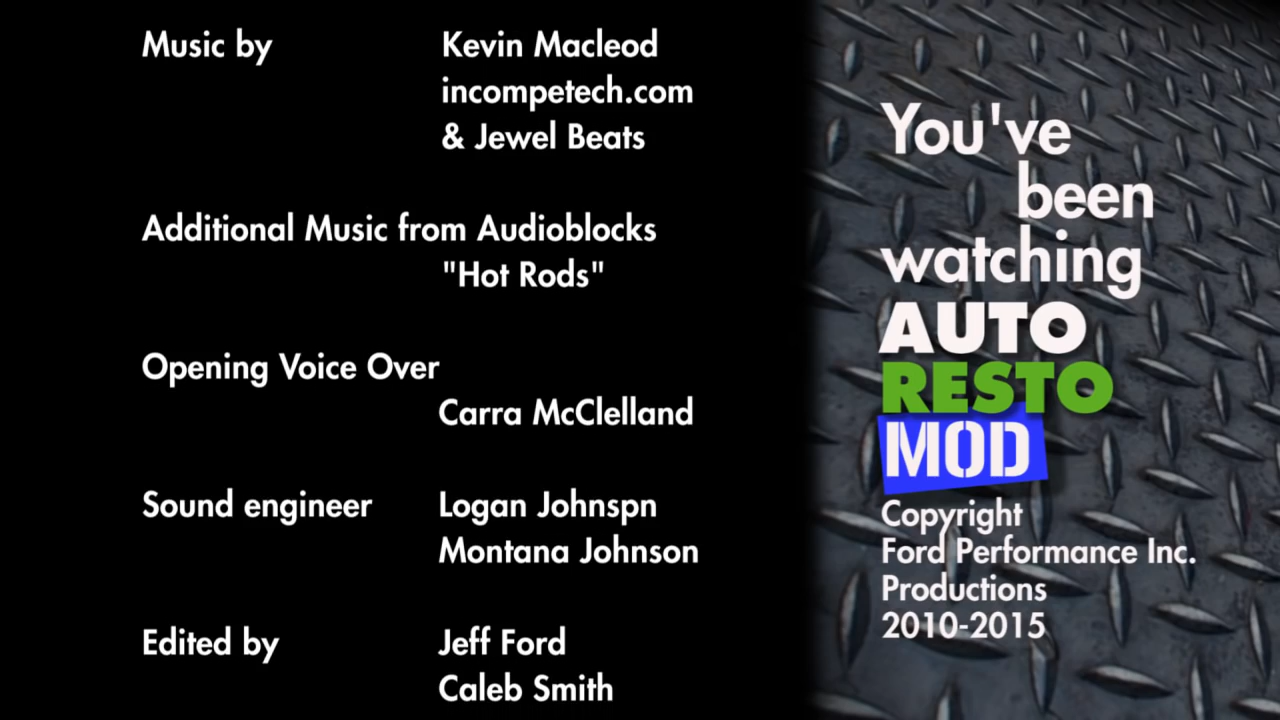 Music by Kevin Macleod
incompetech.com
& Jewel Beats
Additional Music from Audioblocks
"Hot Rods"
Opening Voice Over
Carra McClelland
Sound engineer Logan Johnspn
Montana Johnson
Edited by Jeff Ford
Caleb Smith
You've
been
watching
AUTO
RESTO
MOD
Copyright
Ford Performance Inc.
Productions
2010-2015